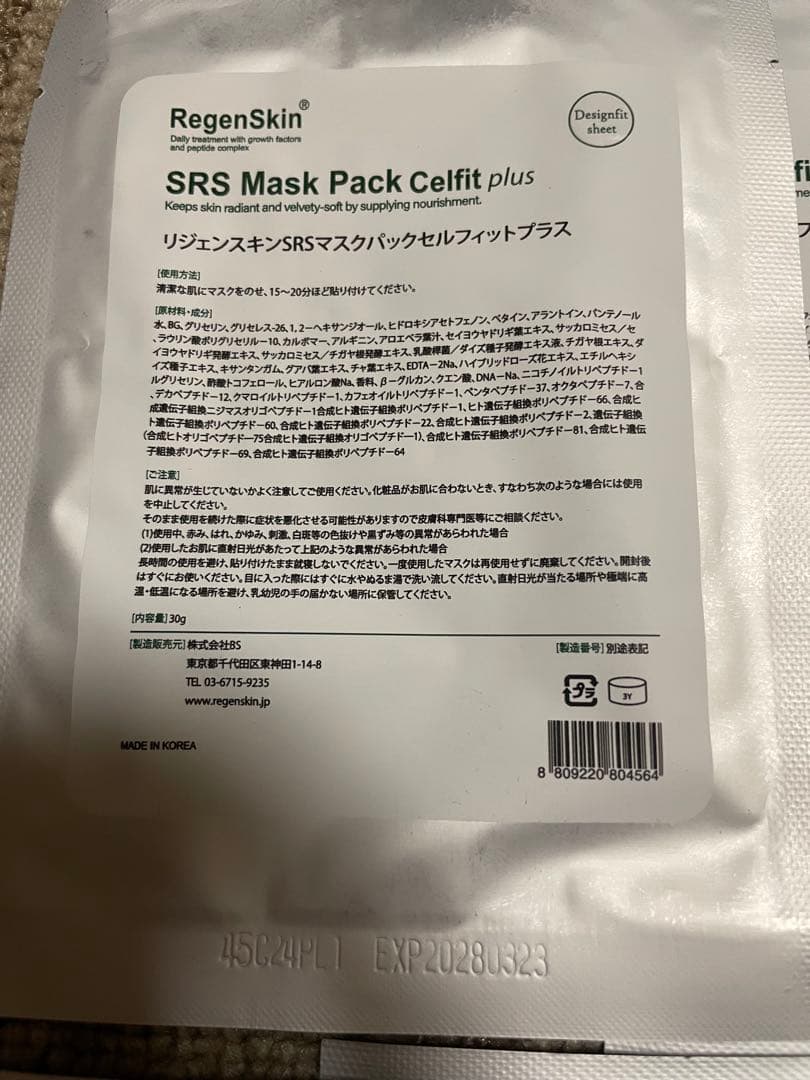 RegenSkin®
Daily treatment with growth factors
and peptide complex
Designfit
sheet
SRS Mask Pack Celfit plus
Keeps skin radiant and velvety-soft by supplying nourishment.
リジェンスキンSRSマスクパックセルフィットプラス
[使用方法]
清潔な肌にマスクをのせ、15～20分ほど貼り付けてください。
[原材料・成分]
水、BG、グリセリン、グリセレス-26、1,2-ヘキサンジオール、ヒドロキシアセトフェノン、ベタイン、アラントイン、パンテノール
、ラウリン酸ポリグリセリル-10、カルボマー、アルギニン、アロエベラ葉汁、セイヨウヤドリギ葉エキス、サッカロミセス/セ
イヨウヤドリギ発酵エキス、サッカロミセス/チガヤ根発酵エキス、乳酸桿菌/ダイズ種子発酵エキス液、チガヤ根エキス、ダ
イズ種子エキス、キサンタンガム、グアバ葉エキス、チャ葉エキス、EDTA-2Na、ハイブリッドローズ花エキス、エチルヘキシ
ルグリセリン、酢酸トコフェロール、ヒアルロン酸Na、香料、β-グルカン、クエン酸、DNA-Na、ニコチノイルトリペプチド-1
、デカペプチド-12、クマロイルトリペプチド-1、カフェオイルトリペプチド-1、ペンタペプチド-37、オクタペプチド-7、合
成遺伝子組換ニジマスオリゴペプチド-1合成ヒト遺伝子組換ポリペプチド-1、ヒト遺伝子組換ポリペプチド-66、合成ヒ
ト遺伝子組換ポリペプチド-60、合成ヒト遺伝子組換ポリペプチド-22、合成ヒト遺伝子組換ポリペプチド-2、遺伝子組換
(合成ヒトオリゴペプチド-75合成ヒト遺伝子組換オリゴペプチド-1)、合成ヒト遺伝子組換ポリペプチド-81、合成ヒト遺伝
子組換ポリペプチド-69、合成ヒト遺伝子組換ポリペプチド-64
[ご注意]
肌に異常が生じていないかよく注意してご使用ください。化粧品がお肌に合わないとき、すなわち次のような場合には使用
を中止してください。
そのまま使用を続けた際に症状を悪化させる可能性がありますので皮膚科専門医等にご相談ください。
(1)使用中、赤み、はれ、かゆみ、刺激、白斑等の色抜けや黒ずみ等の異常があらわれた場合
(2)使用したお肌に直射日光があたって上記のような異常があらわれた場合
長時間の使用を避け、貼り付けたまま就寝しないでください。一度使用したマスクは再使用せずに廃棄してください。開封後
はすぐにお使いください。目に入った際にはすぐに水やぬるま湯で洗い流してください。直射日光が当たる場所や極端に高
温・低温になる場所を避け、乳幼児の手の届かない場所に保管してください。
[内容量]30g
[製造販売元]株式会社BS
東京都千代田区東神田1-14-8
TEL 03-6715-9235
www.regenskin.jp
[製造番号]別途表記
プラ
3Y
MADE IN KOREA
8 809220 804564
45C24PL1 EXP20280323